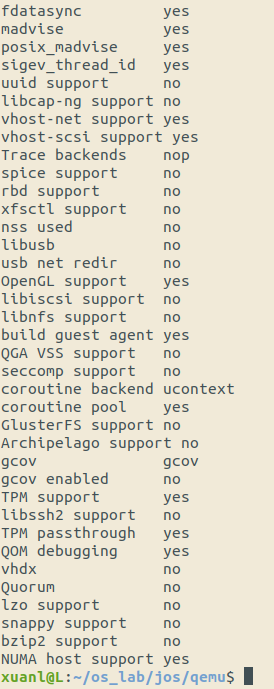 fdatasync         yes
madvise           yes
posix_madvise     yes
sigev_thread_id   yes
uuid support      no
libcap-ng support no
vhost-net support yes
vhost-scsi support yes
Trace backends    nop
spice support     no
rbd support       no
xfsctl support    no
nss used          no
libusb            no
usb net redir     no
OpenGL support    yes
libiscsi support  no
libnfs support    no
build guest agent yes
QGA VSS support   no
seccomp support   no
coroutine backend ucontext
coroutine pool    yes
GlusterFS support no
Archipelago support no
gcov              gcov
gcov enabled      no
TPM support       yes
libssh2 support   no
TPM passthrough   yes
QOM debugging     yes
vhdx              no
Quorum            no
lzo support       no
snappy support    no
bzip2 support     no
NUMA host support yes
xuanl@L:~/os_lab/jos/qemu$